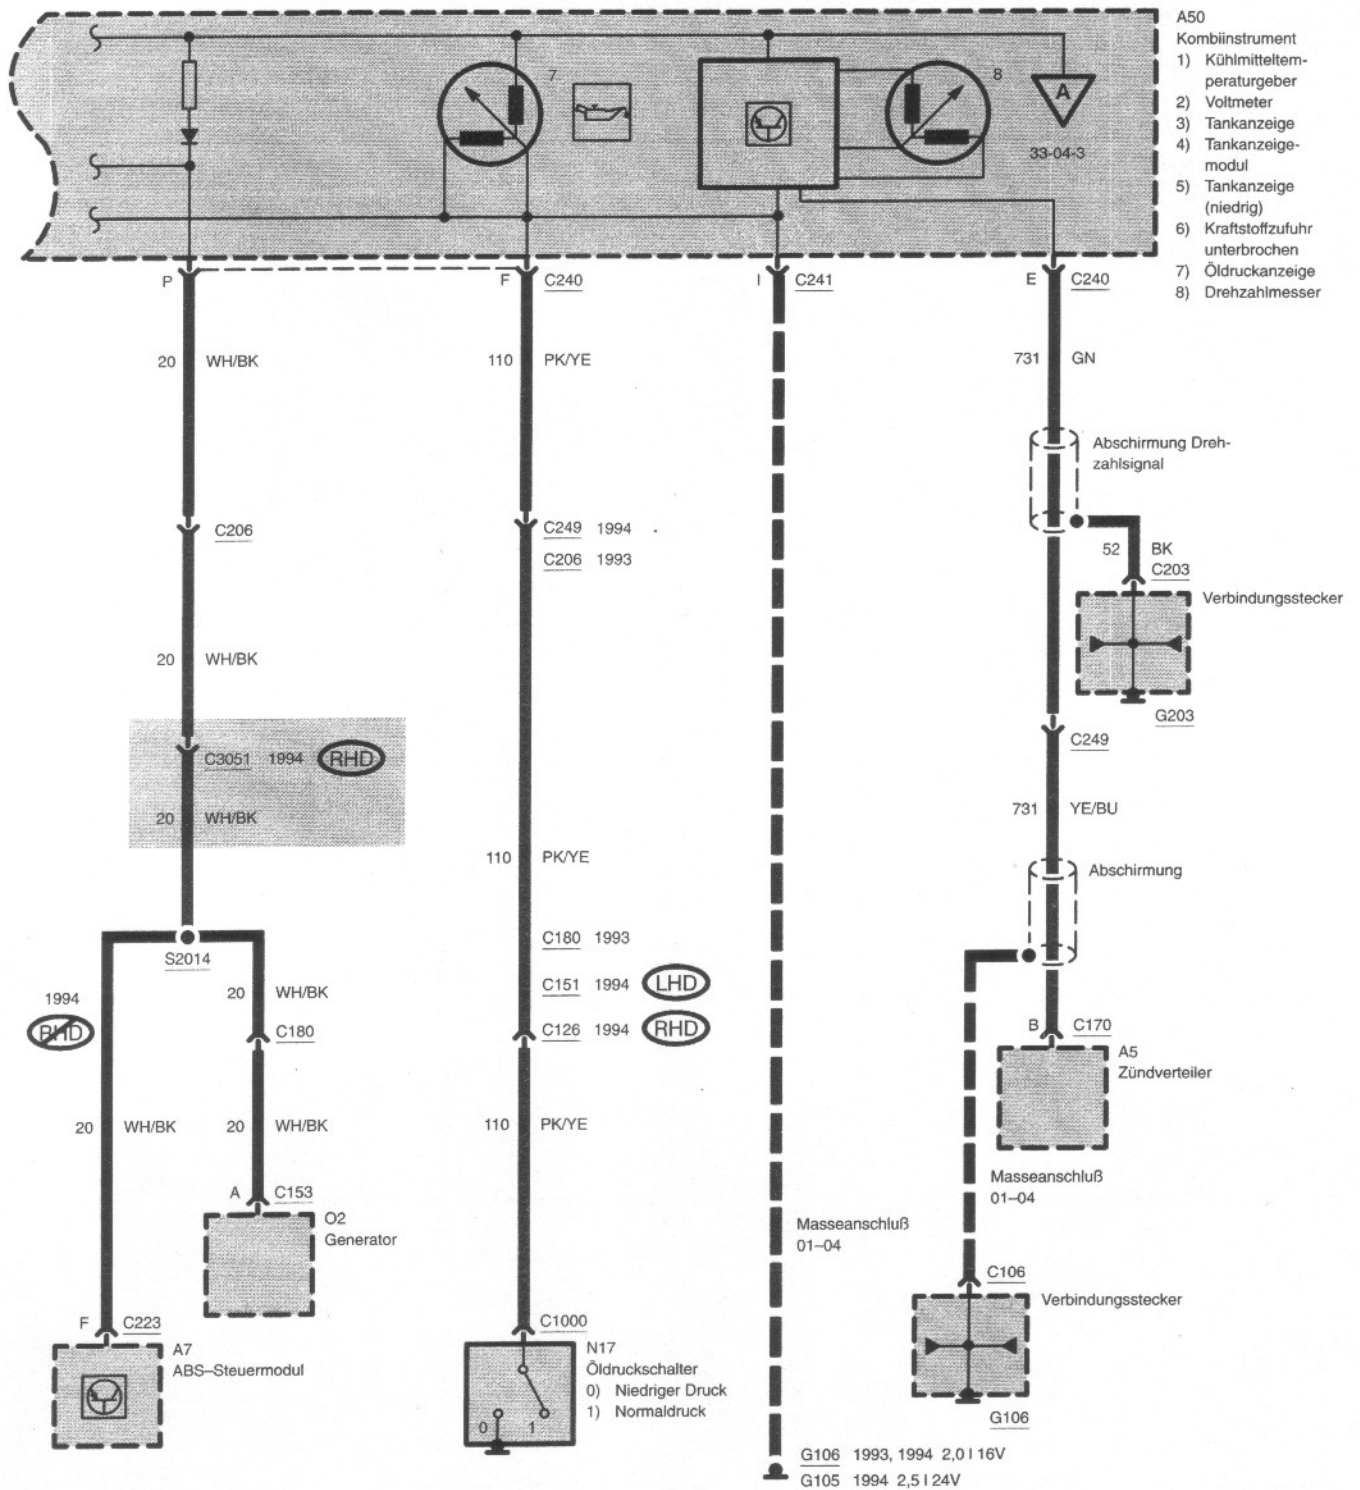 A50
Kombiinstrument
1) Kühlmitteltem-
peraturgeber
2) Voltmeter
3) Tankanzeige
4) Tankanzeige-
modul
5) Tankanzeige
(niedrig)
6) Kraftstoffzufuhr
unterbrochen
7) Öldruckanzeige
8) Drehzahlmesser
7
8
A
33-04-3
P
F C240
I C241
E C240
20 WH/BK
110 PK/YE
731 GN
Abschirmung Dreh-
zahlsignal
C206
C249 1994
C206 1993
52 BK
C203
Verbindungsstecker
G203
20 WH/BK
C249
C3051 1994 RHD
20 WH/BK
731 YE/BU
110 PK/YE
Abschirmung
S2014
C180 1993
C151 1994 LHD
C126 1994 RHD
1994
RHD
20 WH/BK
C180
B C170
A5
Zündverteiler
20 WH/BK
20 WH/BK
110 PK/YE
Masseanschluß
01–04
A C153
O2
Generator
Masseanschluß
01–04
C106
Verbindungsstecker
G106
F C223
A7
ABS–Steuermodul
C1000
N17
Öldruckschalter
0) Niedriger Druck
1) Normaldruck
0 1
G106 1993, 1994 2,0 l 16V
G105 1994 2,5 l 24V